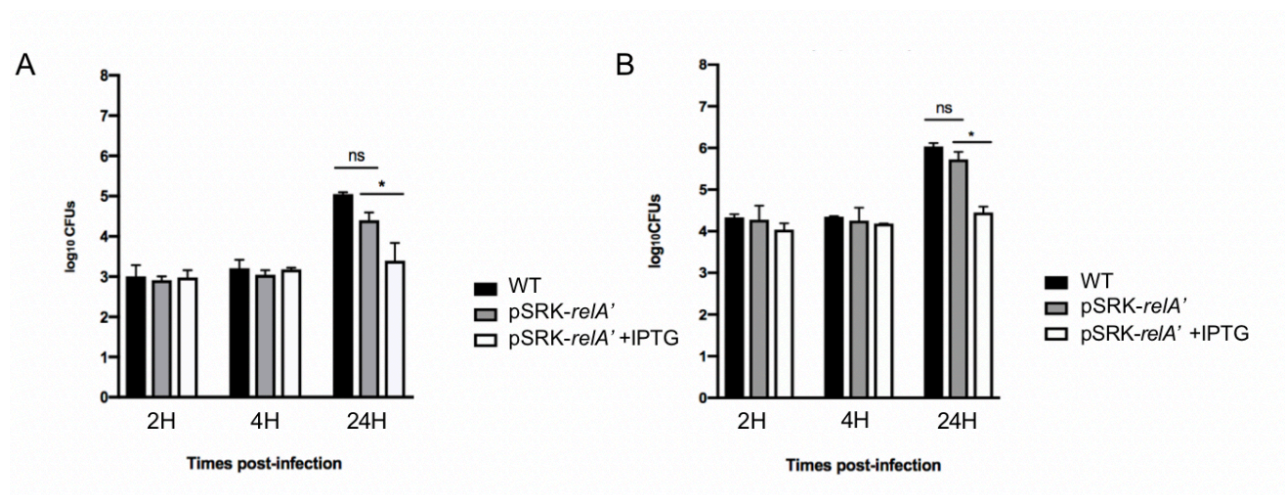 A
8
7
6
5
4
3
2
1
0
log10 CFUs
ns
*
2H 4H 24H
Times post-infection
WT
pSRK-relA'
pSRK-relA' +IPTG
B
8
7
6
5
4
3
2
1
0
log10CFUs
ns
*
2H 4H 24H
Times post-infection
WT
pSRK-relA'
pSRK-relA' +IPTG